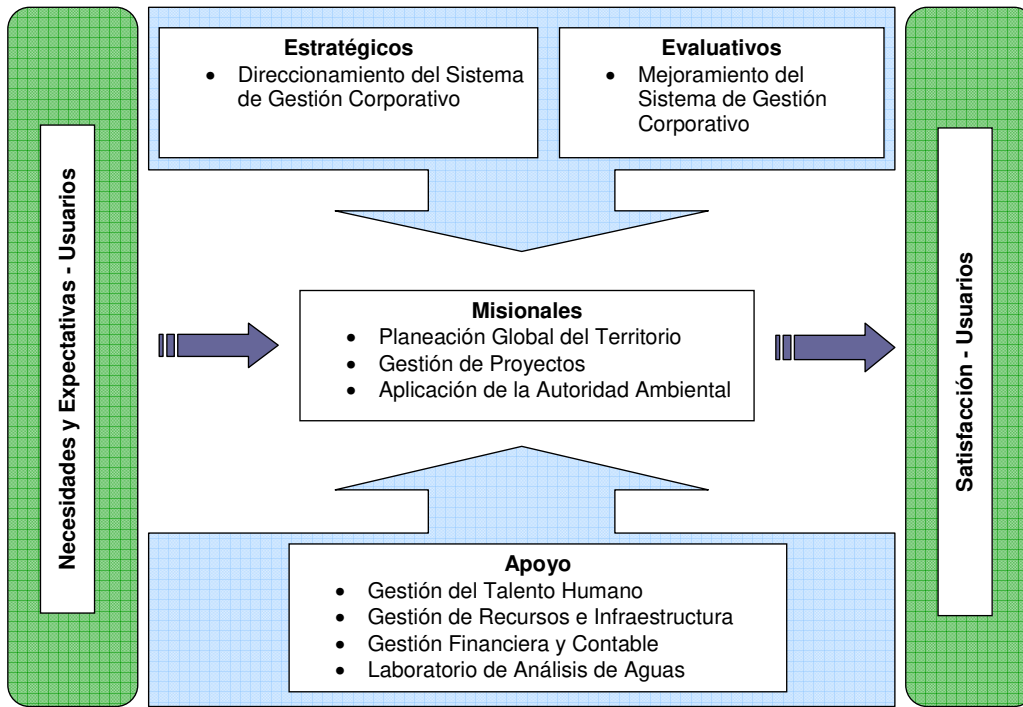 Necesidades y Expectativas - Usuarios
Estratégicos
• Direccionamiento del Sistema
de Gestión Corporativo
Evaluativos
• Mejoramiento del
Sistema de Gestión
Corporativo
Misionales
• Planeación Global del Territorio
• Gestión de Proyectos
• Aplicación de la Autoridad Ambiental
Apoyo
• Gestión del Talento Humano
• Gestión de Recursos e Infraestructura
• Gestión Financiera y Contable
• Laboratorio de Análisis de Aguas
Satisfacción - Usuarios